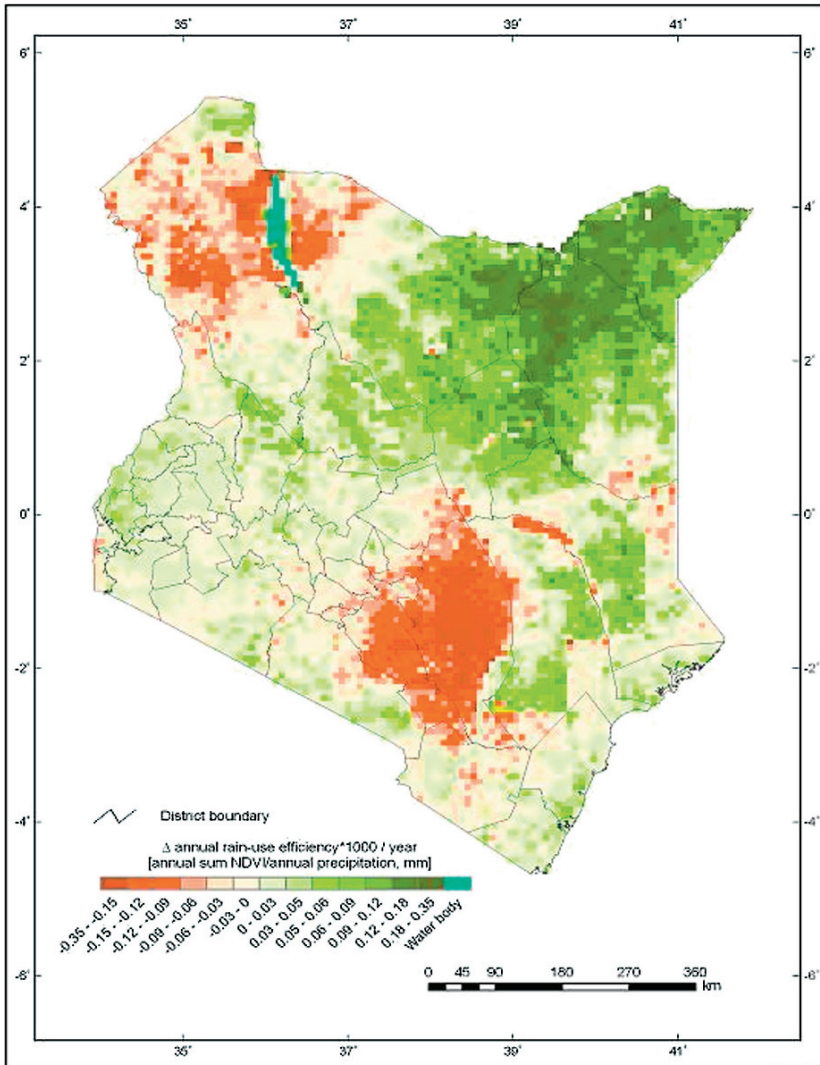 35˚ 37˚ 39˚ 41˚
6˚ 6˚
4˚ 4˚
2˚ 2˚
0˚ 0˚
-2˚ -2˚
-4˚ -4˚
-6˚ -6˚
District boundary
Δ annual rain-use efficiency*1000 / year
[annual sum NDVI/annual precipitation, mm]
-0.35 - -0.15
-0.15 - -0.12
-0.12 - -0.09
-0.09 - -0.06
-0.06 - -0.03
-0.03 - 0
0 - 0.03
0.03 - 0.05
0.05 - 0.06
0.06 - 0.09
0.09 - 0.12
0.12 - 0.18
0.18 - 0.35
Water body
0 45 90 180 270 360
km
35˚ 37˚ 39˚ 41˚